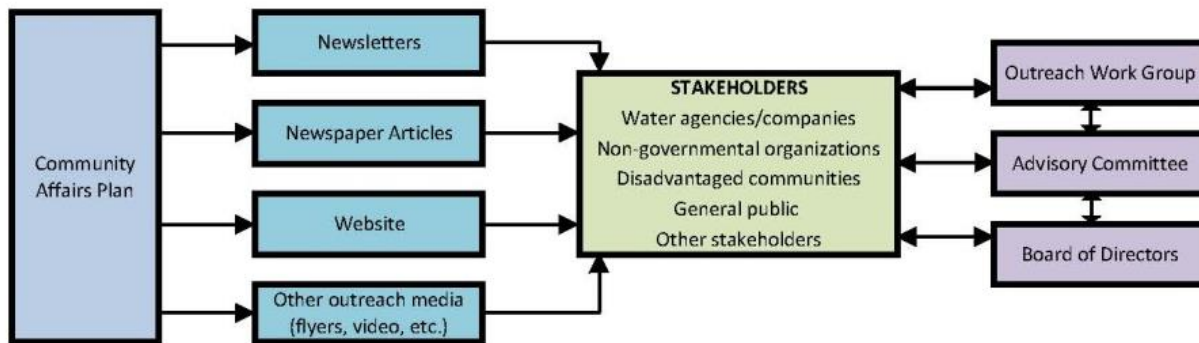 Community
Affairs Plan
Newsletters
Newspaper Articles
Website
Other outreach media
(flyers, video, etc.)
STAKEHOLDERS
Water agencies/companies
Non-governmental organizations
Disadvantaged communities
General public
Other stakeholders
Outreach Work Group
Advisory Committee
Board of Directors